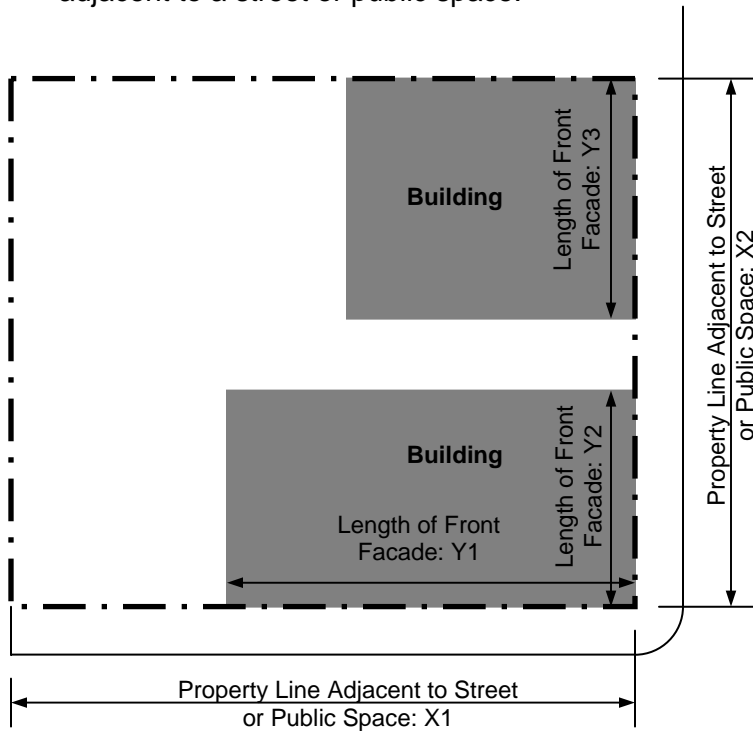 adjacent to a street or public space.
Building
Length of Front
Facade: Y3
Property Line Adjacent to Street
or Public Space: X2
Building
Length of Front
Facade: Y2
Length of Front
Facade: Y1
Property Line Adjacent to Street
or Public Space: X1